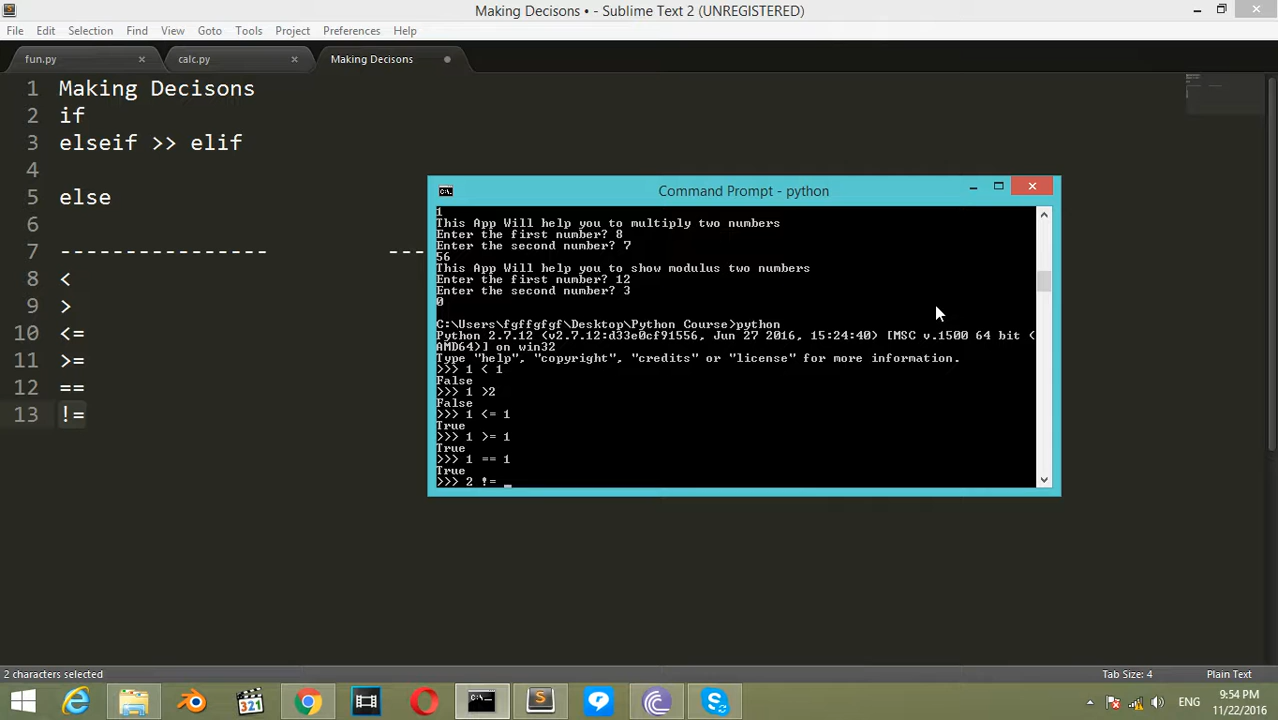 Making Decisons • - Sublime Text 2 (UNREGISTERED)
File Edit Selection Find View Goto Tools Project Preferences Help
fun.py × calc.py × Making Decisons
1 Making Decisons
2 if
3 elseif >> elif
4
5 else
6
7 ---------------- ---
8 <
9 >
10 <=
11 >=
12 ==
13 !=
Command Prompt - python
1
This App Will help you to multiply two numbers
Enter the first number? 8
Enter the second number? 7
56
This App Will help you to show modulus two numbers
Enter the first number? 12
Enter the second number? 3
0
C:\Users\fgffgfgf\Desktop\Python Course>python
Python 2.7.12 (v2.7.12:d33e0cf91556, Jun 27 2016, 15:24:40) [MSC v.1500 64 bit (
AMD64)] on win32
Type "help", "copyright", "credits" or "license" for more information.
>>> 1 < 1
False
>>> 1 >2
False
>>> 1 <= 1
True
>>> 1 >= 1
True
>>> 1 == 1
True
>>> 2 != _
2 characters selected Tab Size: 4 Plain Text
321
ENG 9:54 PM
11/22/2016